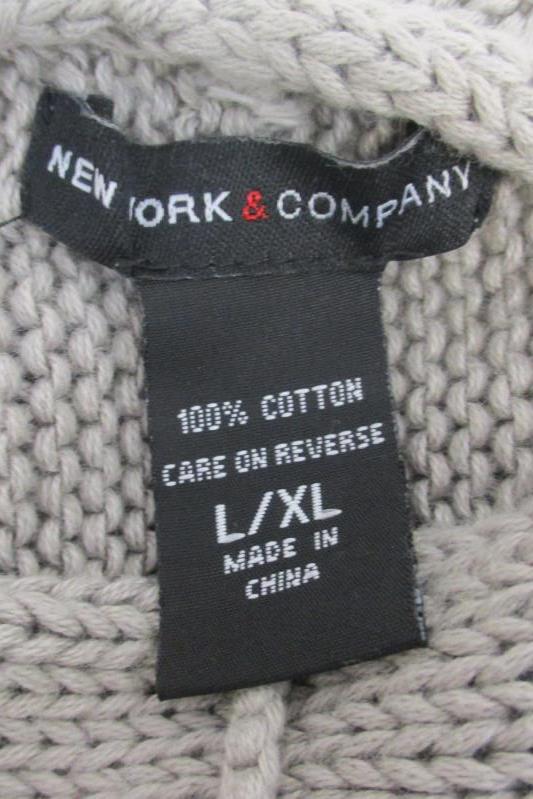 NEW YORK & COMPANY
100% COTTON
CARE ON REVERSE
L/XL
MADE IN
CHINA